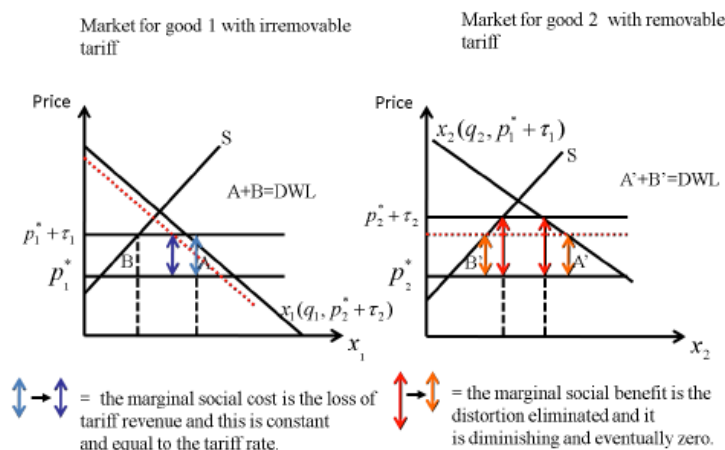 Market for good 1 with irremovable
tariff
Market for good 2 with removable
tariff
Price
S
A+B=DWL
p₁* + τ₁
B
A
p₁*
x₁(q₁, p₂* + τ₂)
x₁
Price
x₂(q₂, p₁* + τ₁)
S
A’+B’=DWL
p₂* + τ₂
B’
A’
p₂*
x₂
= the marginal social cost is the loss of
tariff revenue and this is constant
and equal to the tariff rate.
= the marginal social benefit is the
distortion eliminated and it
is diminishing and eventually zero.